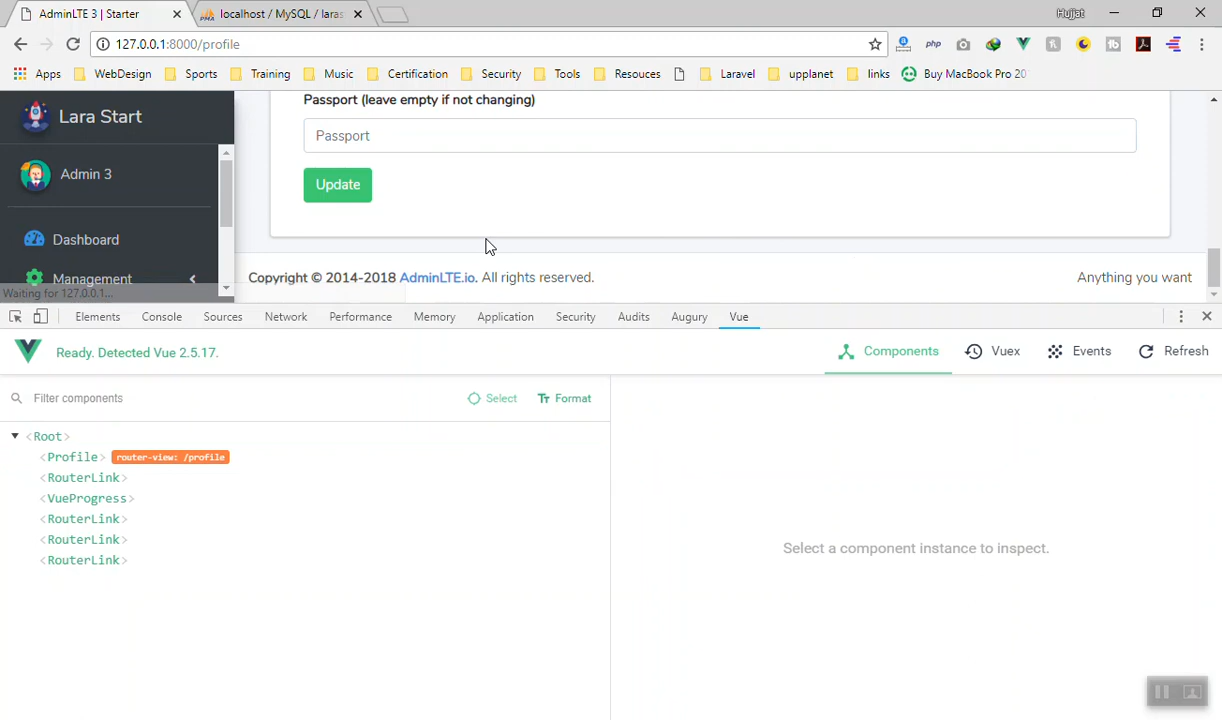 AdminLTE 3 | Starter
localhost / MySQL / laras
Hujjat
127.0.0.1:8000/profile
php
Apps WebDesign Sports Training Music Certification Security Tools Resouces Laravel upplanet links Buy MacBook Pro 20
Lara Start
Admin 3
Dashboard
Management
Waiting for 127.0.0.1...
Passport (leave empty if not changing)
Passport
Update
Copyright © 2014-2018 AdminLTE.io. All rights reserved.
Anything you want
Elements Console Sources Network Performance Memory Application Security Audits Augury Vue
Ready. Detected Vue 2.5.17.
Components Vuex Events Refresh
Filter components
Select Tт Format
<Root>
<Profile> router-view: /profile
<RouterLink>
<VueProgress>
<RouterLink>
<RouterLink>
<RouterLink>
Select a component instance to inspect.